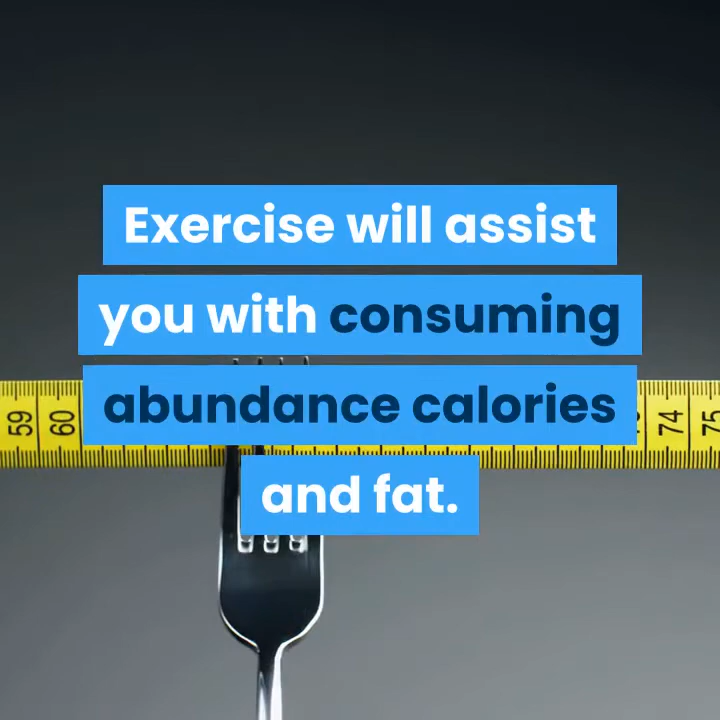 Exercise will assist
you with consuming
abundance calories
and fat.
59 60 74 75